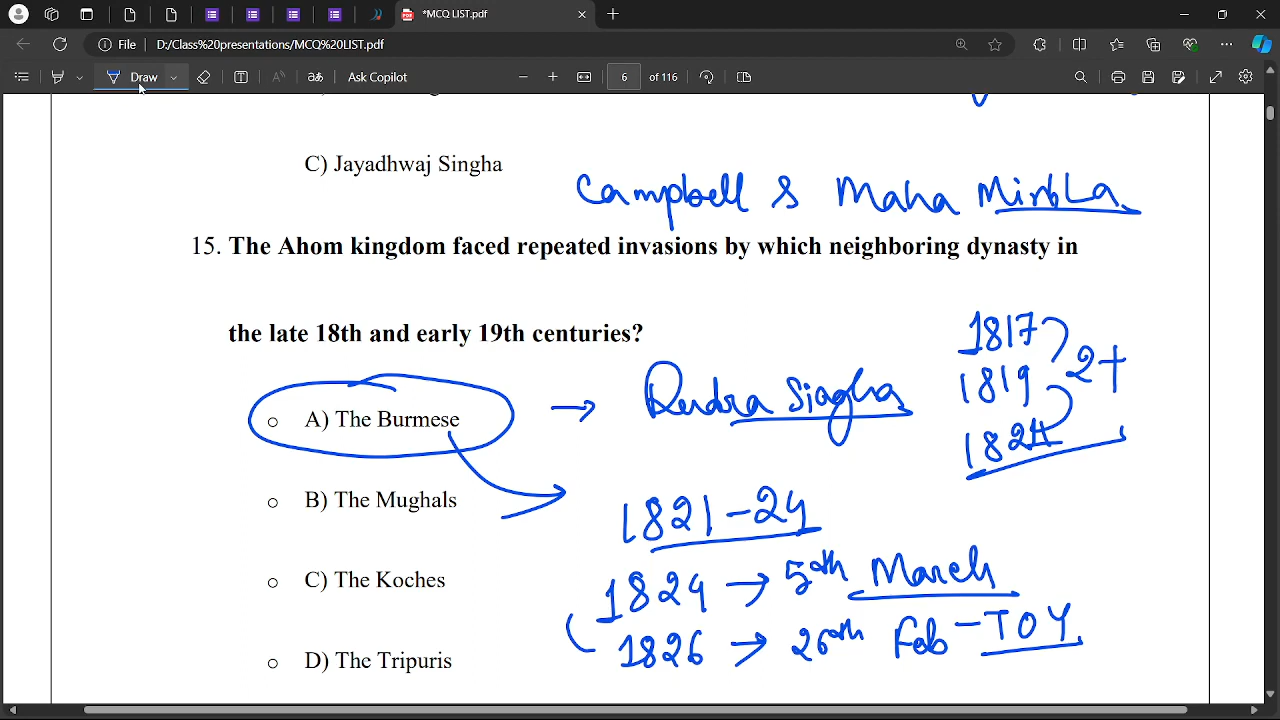 *MCQ LIST.pdf
File D:/Class%20presentations/MCQ%20LIST.pdf
Draw Ask Copilot 6 of 116
C) Jayadhwaj Singha
Campbell & Maha Minbla
15. The Ahom kingdom faced repeated invasions by which neighboring dynasty in
the late 18th and early 19th centuries?
1817
1819 2+
1824
A) The Burmese → Rudra Singha
B) The Mughals
1821-24
C) The Koches
1824 → 5th March
1826 → 26th Feb - TOY
D) The Tripuris